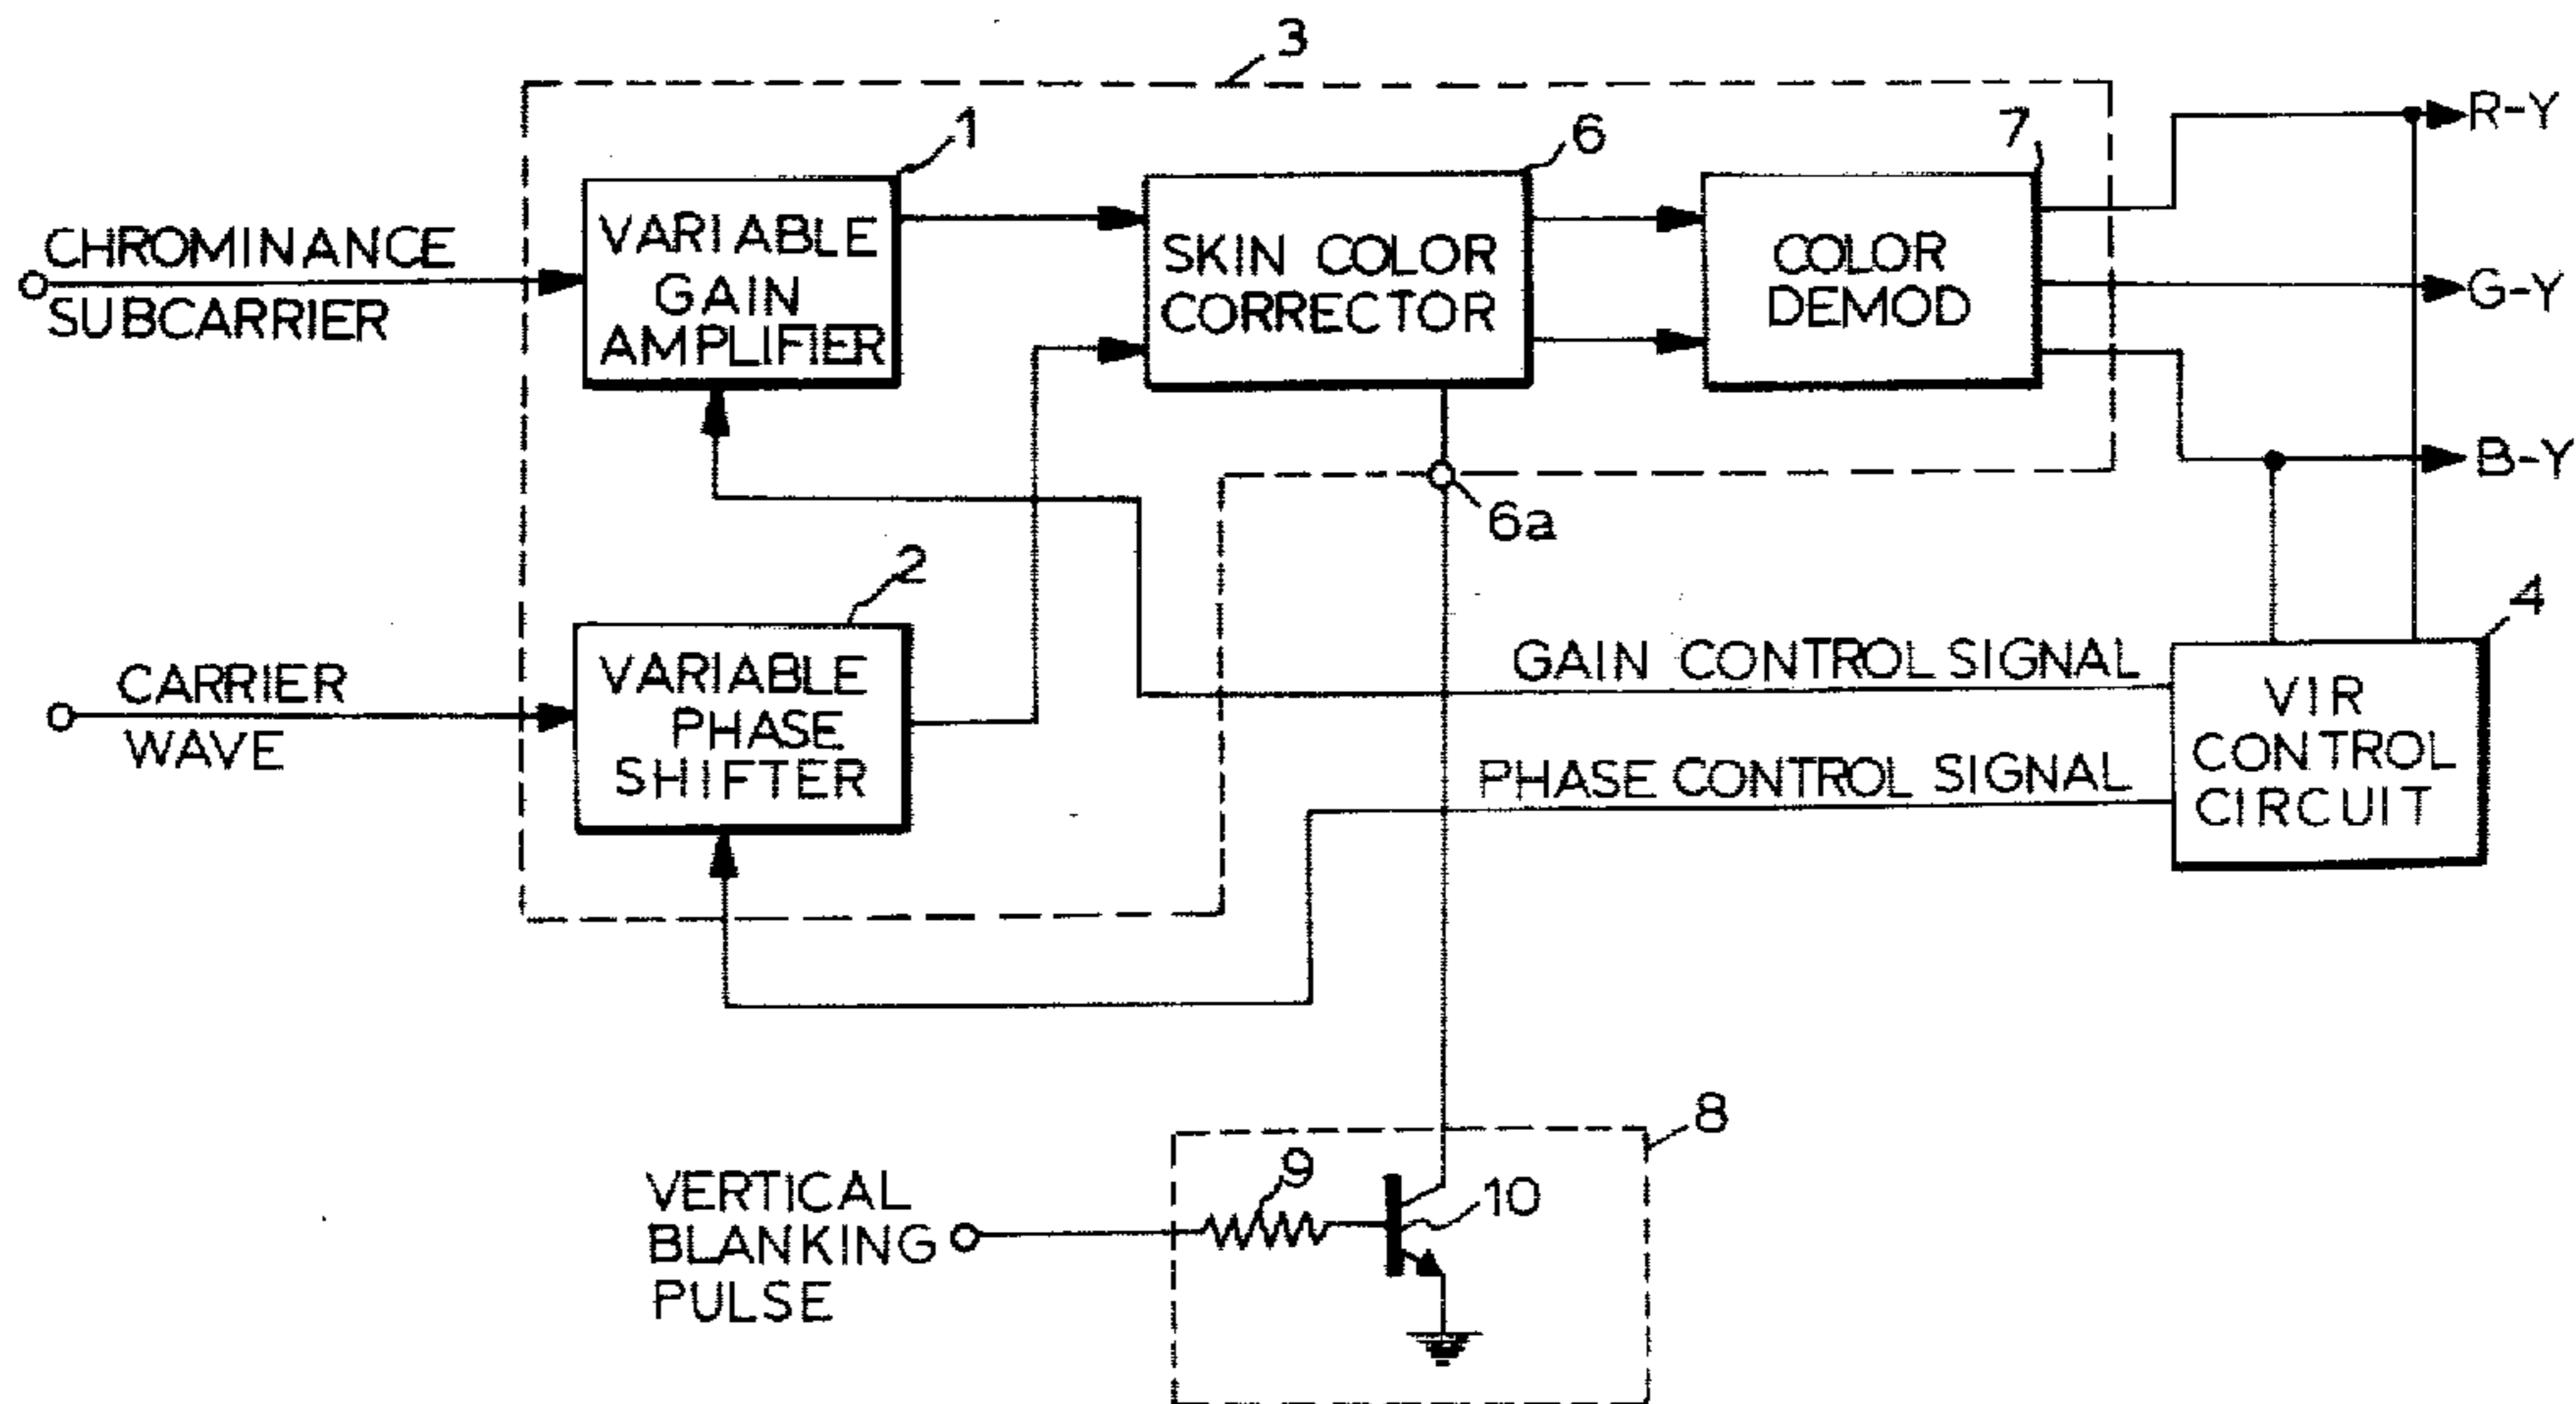 3
1
VARIABLE
GAIN
AMPLIFIER
6
SKIN COLOR
CORRECTOR
7
COLOR
DEMOD
R-Y
G-Y
B-Y
CHROMINANCE
SUBCARRIER
6a
2
CARRIER
WAVE
VARIABLE
PHASE
SHIFTER
GAIN CONTROL SIGNAL
PHASE CONTROL SIGNAL
4
VIR
CONTROL
CIRCUIT
8
VERTICAL
BLANKING
PULSE
9
10